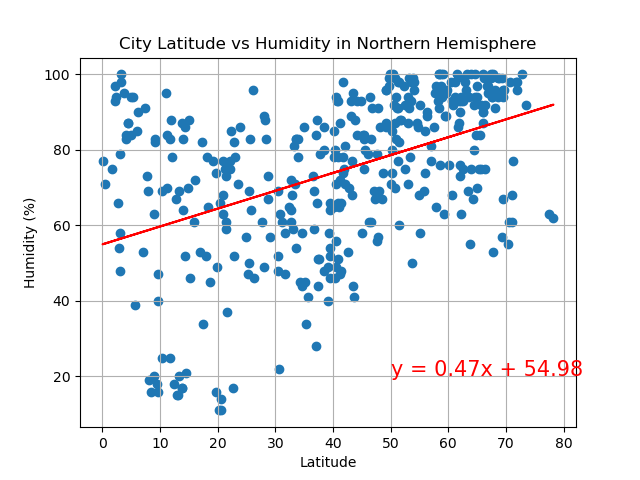 City Latitude vs Humidity in Northern Hemisphere
Humidity (%)
100
80
60
40
20
y = 0.47x + 54.98
0 10 20 30 40 50 60 70 80
Latitude